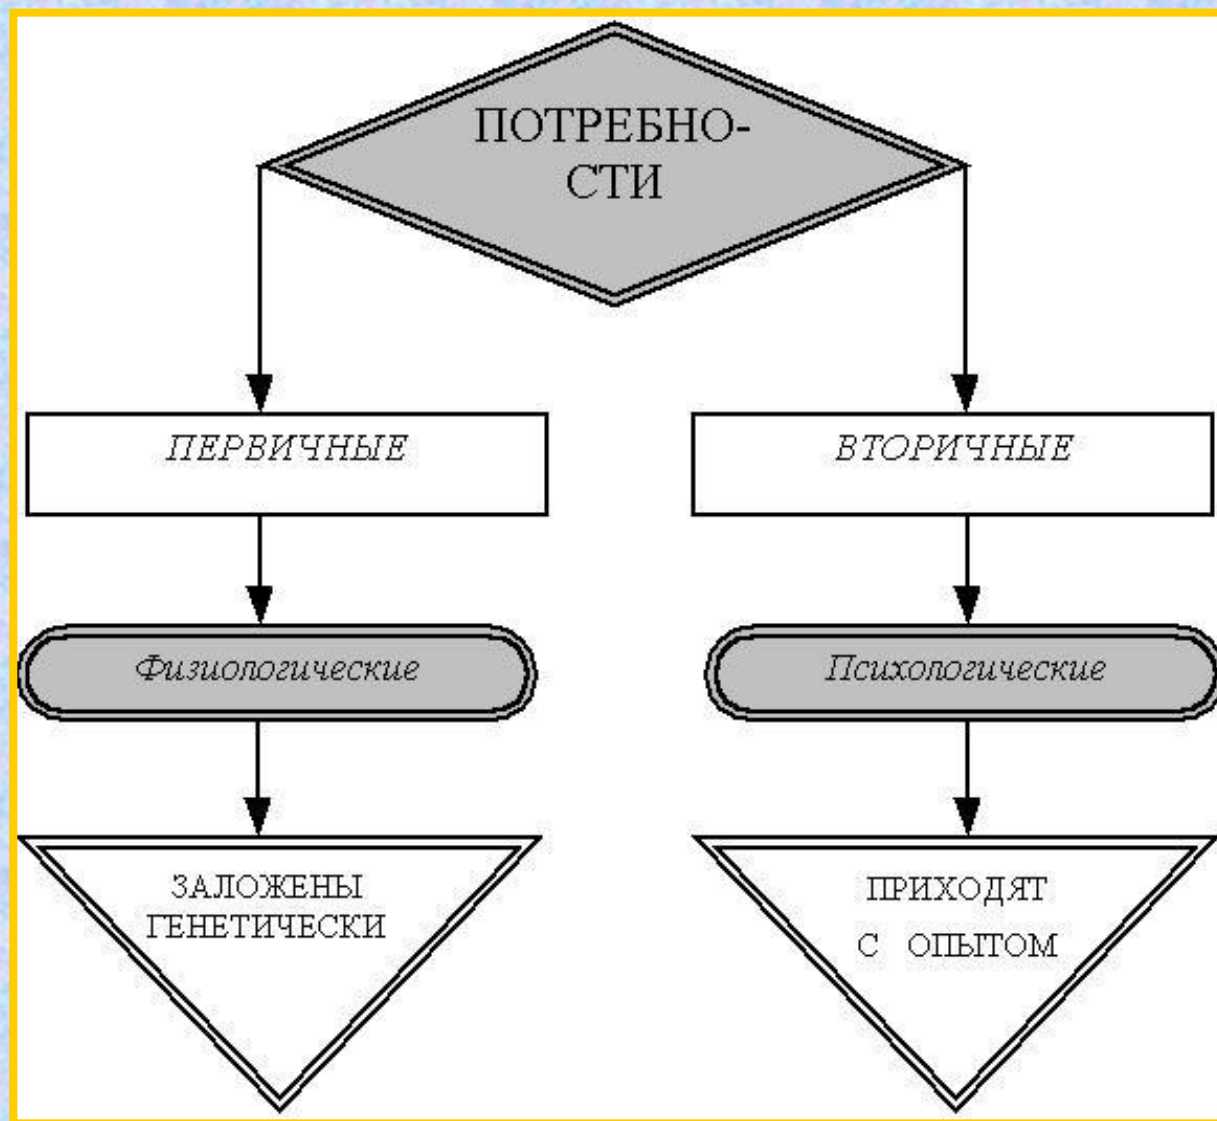 ПОТРЕБНО-
СТИ
ПЕРВИЧНЫЕ
ВТОРИЧНЫЕ
Физиологические
Психологические
ЗАЛОЖЕНЫ
ГЕНЕТИЧЕСКИ
ПРИХОДЯТ
С ОПЫТОМ